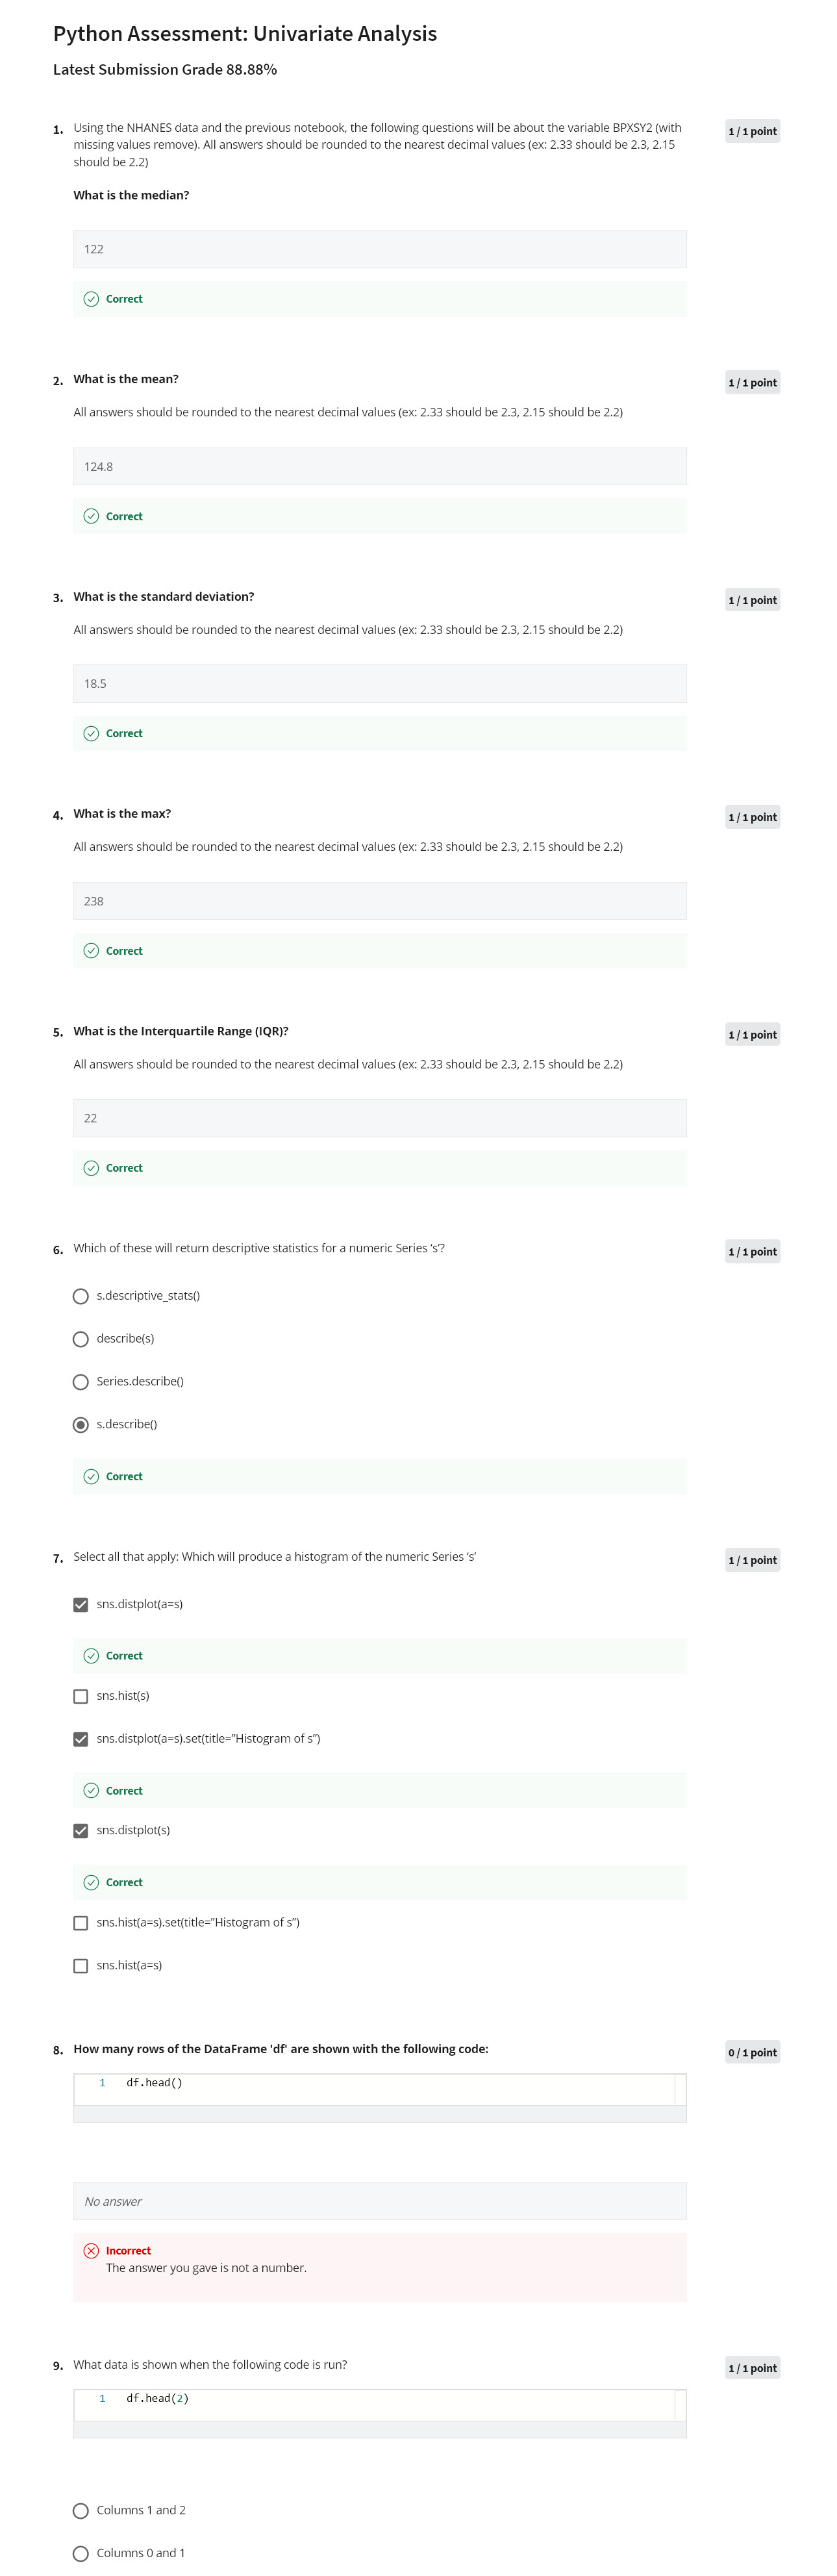 Python Assessment: Univariate Analysis
Latest Submission Grade 88.88%
1. Using the NHANES data and the previous notebook, the following questions will be about the variable BPXSY2 (with
missing values remove). All answers should be rounded to the nearest decimal values (ex: 2.33 should be 2.3, 2.15
should be 2.2)
1 / 1 point
What is the median?
122
Correct
2. What is the mean?
1 / 1 point
All answers should be rounded to the nearest decimal values (ex: 2.33 should be 2.3, 2.15 should be 2.2)
124.8
Correct
3. What is the standard deviation?
1 / 1 point
All answers should be rounded to the nearest decimal values (ex: 2.33 should be 2.3, 2.15 should be 2.2)
18.5
Correct
4. What is the max?
1 / 1 point
All answers should be rounded to the nearest decimal values (ex: 2.33 should be 2.3, 2.15 should be 2.2)
238
Correct
5. What is the Interquartile Range (IQR)?
1 / 1 point
All answers should be rounded to the nearest decimal values (ex: 2.33 should be 2.3, 2.15 should be 2.2)
22
Correct
6. Which of these will return descriptive statistics for a numeric Series ‘s’?
1 / 1 point
s.descriptive_stats()
describe(s)
Series.describe()
s.describe()
Correct
7. Select all that apply: Which will produce a histogram of the numeric Series ‘s’
1 / 1 point
sns.distplot(a=s)
Correct
sns.hist(s)
sns.distplot(a=s).set(title=”Histogram of s”)
Correct
sns.distplot(s)
Correct
sns.hist(a=s).set(title=”Histogram of s”)
sns.hist(a=s)
8. How many rows of the DataFrame 'df' are shown with the following code:
0 / 1 point
1 df.head()
No answer
Incorrect
The answer you gave is not a number.
9. What data is shown when the following code is run?
1 / 1 point
1 df.head(2)
Columns 1 and 2
Columns 0 and 1